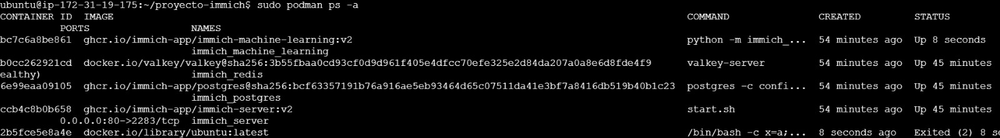 ubuntu@ip-172-31-19-175:~/proyecto-immich$ sudo podman ps -a
CONTAINER ID  IMAGE                                                                                                COMMAND               CREATED         STATUS
          PORTS                 NAMES
bc7c6a8be861  ghcr.io/immich-app/immich-machine-learning:v2                                                        python -m immich_...  54 minutes ago  Up 8 seconds
                                immich_machine_learning
b0cc262921cd  docker.io/valkey/valkey@sha256:3b55fbaa0cd93cf0d9d961f405e4dfcc70efe325e2d84da207a0a8e6d8fde4f9      valkey-server         54 minutes ago  Up 45 minutes
ealthy)                         immich_redis
6e99eaa09105  ghcr.io/immich-app/postgres@sha256:bcf63357191b76a916ae5eb93464d65c07511da41e3bf7a8416db519b40b1c23  postgres -c confi...  54 minutes ago  Up 45 minutes
                                immich_postgres
ccb4c8b0b658  ghcr.io/immich-app/immich-server:v2                                                                  start.sh              54 minutes ago  Up 45 minutes
          0.0.0.0:80->2283/tcp  immich_server
2b5fce5e8a4e  docker.io/library/ubuntu:latest                                                                      /bin/bash -c x=a;...  8 seconds ago   Exited (2) 8 se